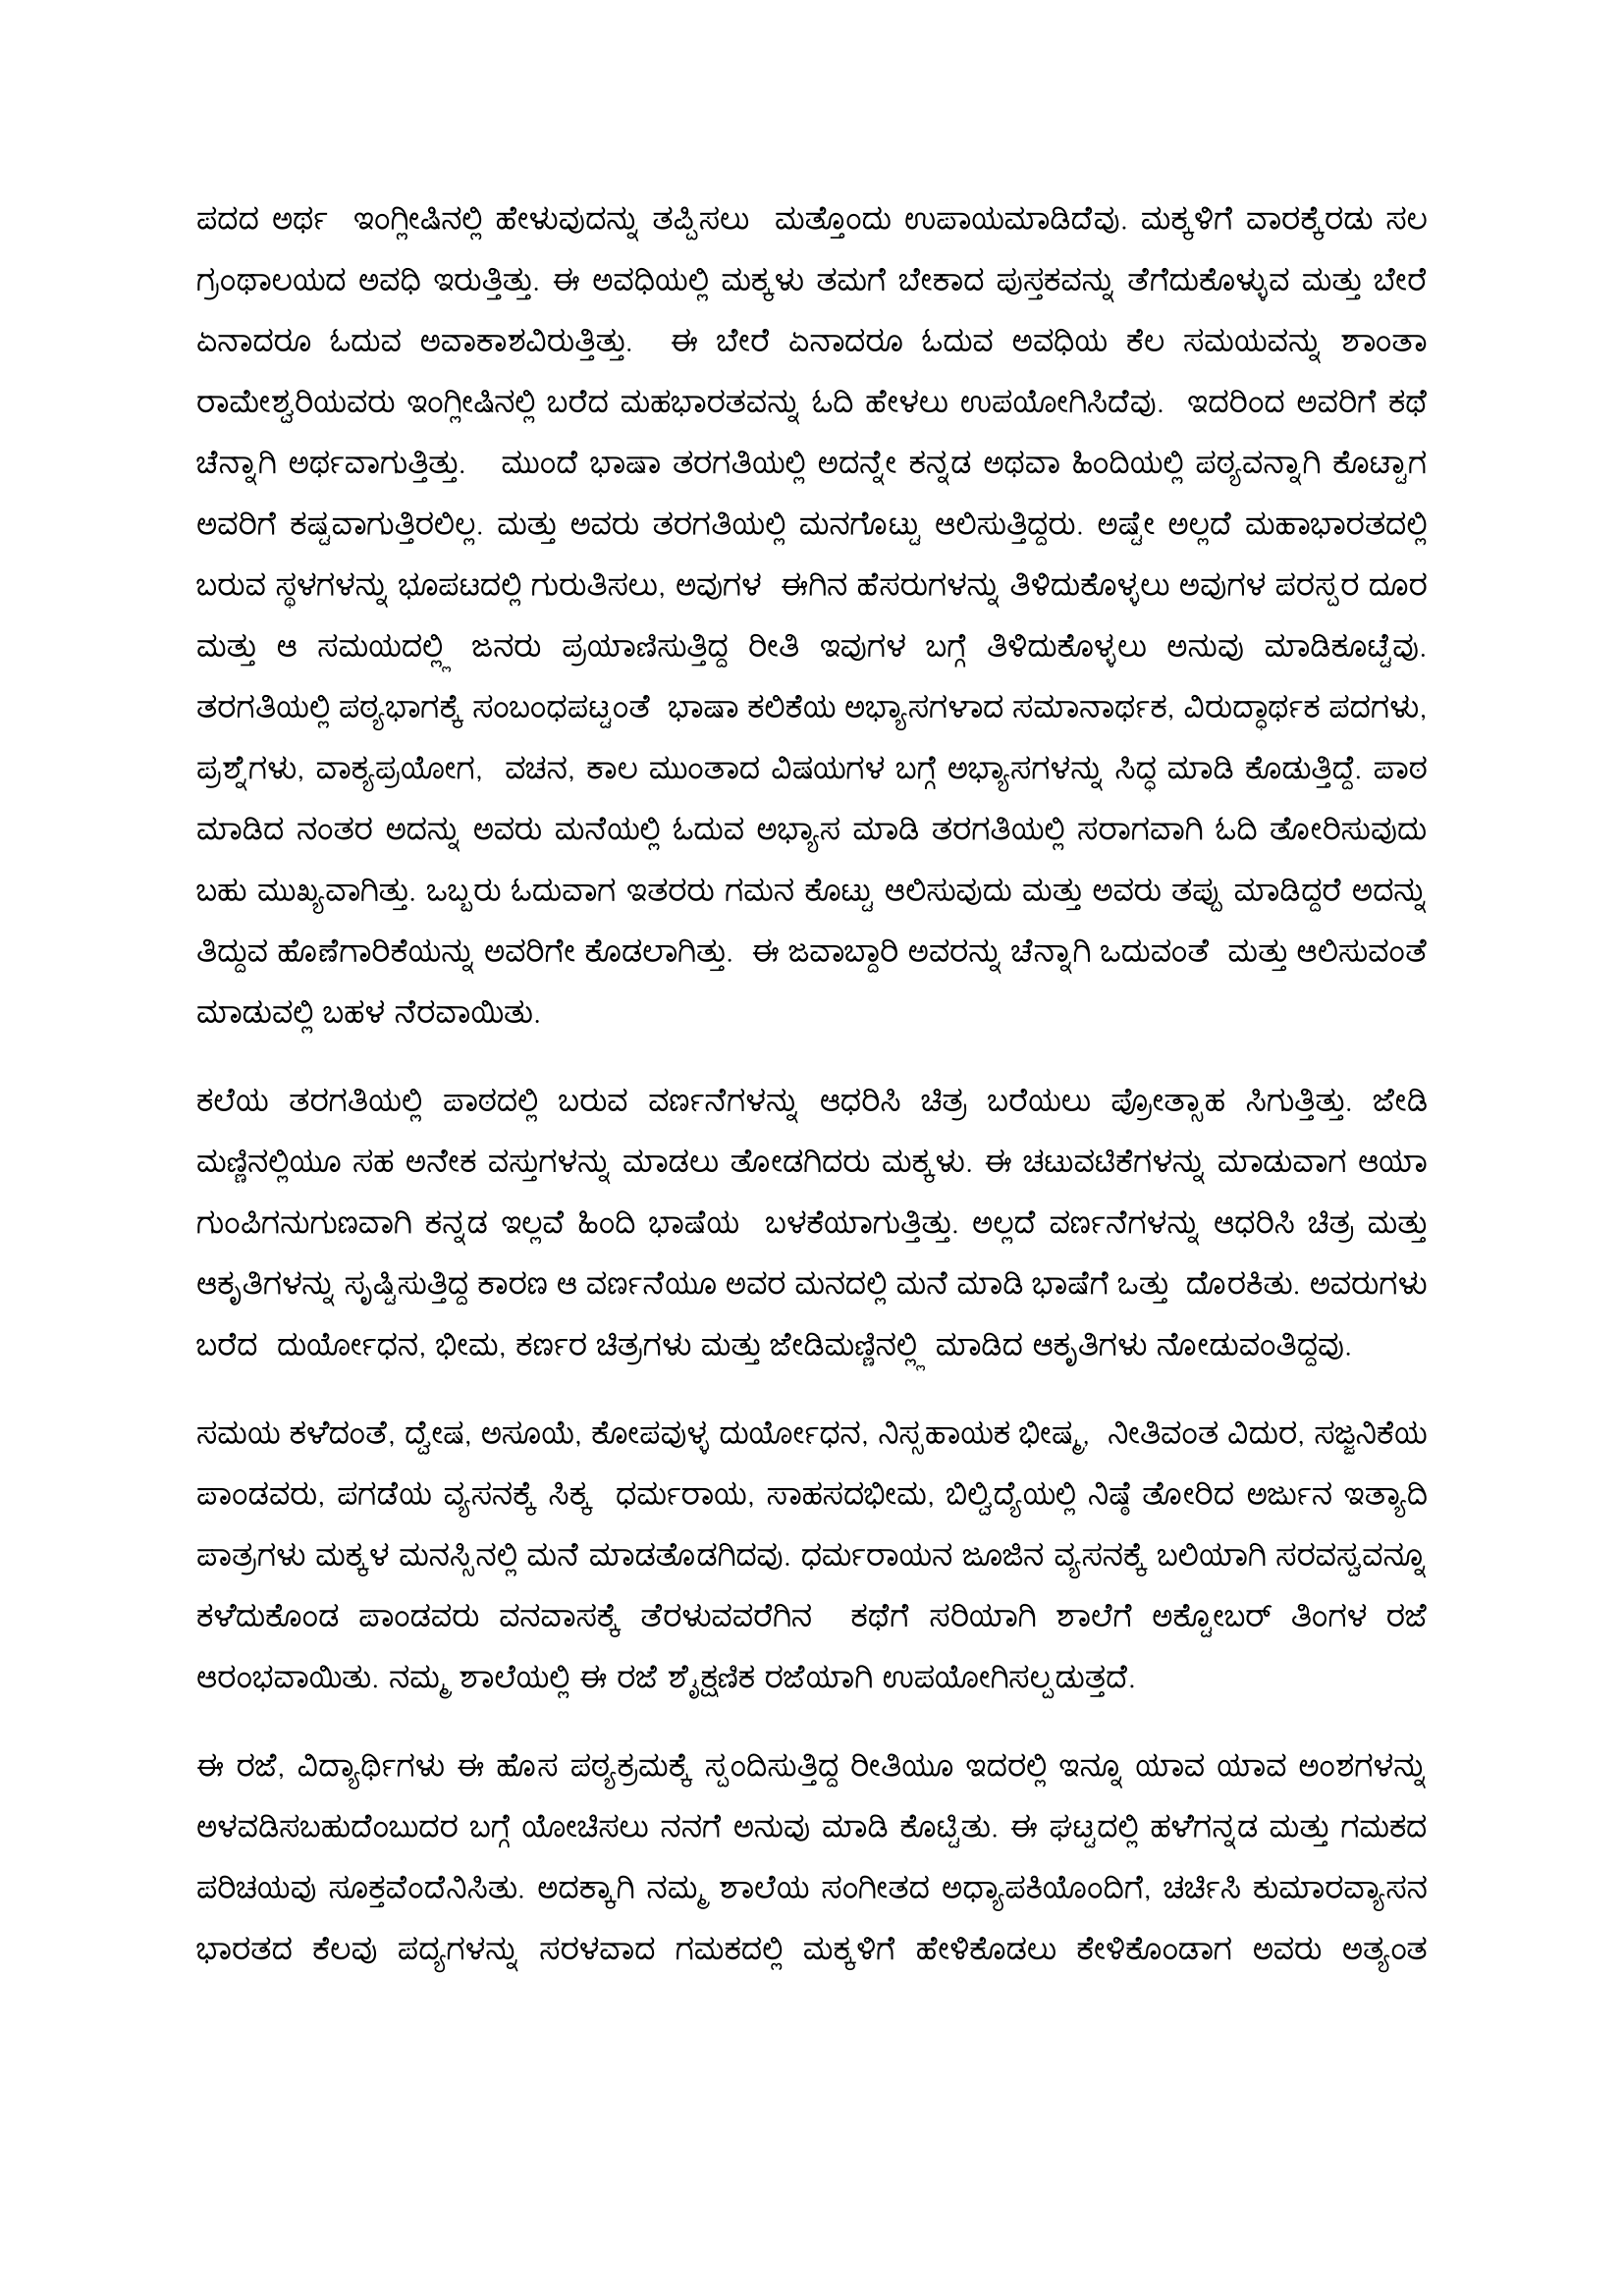 ಪದದ ಅರ್ಥ  ಇಂಗ್ಲೀಷಿನಲ್ಲಿ ಹೇಳುವುದನ್ನು ತಪ್ಪಿಸಲು  ಮತ್ತೊಂದು ಉಪಾಯಮಾಡಿದೆವು. ಮಕ್ಕಳಿಗೆ ವಾರಕ್ಕೆರಡು ಸಲ
ಗ್ರಂಥಾಲಯದ ಅವಧಿ ಇರುತ್ತಿತ್ತು. ಈ ಅವಧಿಯಲ್ಲಿ ಮಕ್ಕಳು ತಮಗೆ ಬೇಕಾದ ಪುಸ್ತಕವನ್ನು ತೆಗೆದುಕೊಳ್ಳುವ ಮತ್ತು ಬೇರೆ
ಏನಾದರೂ ಓದುವ ಅವಾಕಾಶವಿರುತ್ತಿತ್ತು.  ಈ ಬೇರೆ ಏನಾದರೂ ಓದುವ ಅವಧಿಯ ಕೆಲ ಸಮಯವನ್ನು ಶಾಂತಾ
ರಾಮೇಶ್ವರಿಯವರು ಇಂಗ್ಲೀಷಿನಲ್ಲಿ ಬರೆದ ಮಹಭಾರತವನ್ನು ಓದಿ ಹೇಳಲು ಉಪಯೋಗಿಸಿದೆವು.  ಇದರಿಂದ ಅವರಿಗೆ ಕಥೆ
ಚೆನ್ನಾಗಿ ಅರ್ಥವಾಗುತ್ತಿತ್ತು.   ಮುಂದೆ ಭಾಷಾ ತರಗತಿಯಲ್ಲಿ ಅದನ್ನೇ ಕನ್ನಡ ಅಥವಾ ಹಿಂದಿಯಲ್ಲಿ ಪಠ್ಯವನ್ನಾಗಿ ಕೊಟ್ಟಾಗ
ಅವರಿಗೆ ಕಷ್ಟವಾಗುತ್ತಿರಲಿಲ್ಲ. ಮತ್ತು ಅವರು ತರಗತಿಯಲ್ಲಿ ಮನಗೊಟ್ಟು ಆಲಿಸುತ್ತಿದ್ದರು. ಅಷ್ಟೇ ಅಲ್ಲದೆ ಮಹಾಭಾರತದಲ್ಲಿ
ಬರುವ ಸ್ಥಳಗಳನ್ನು ಭೂಪಟದಲ್ಲಿ ಗುರುತಿಸಲು, ಅವುಗಳ  ಈಗಿನ ಹೆಸರುಗಳನ್ನು ತಿಳಿದುಕೊಳ್ಳಲು ಅವುಗಳ ಪರಸ್ಪರ ದೂರ
ಮತ್ತು ಆ ಸಮಯದಲ್ಲ್ಲಿ ಜನರು ಪ್ರಯಾಣಿಸುತ್ತಿದ್ದ ರೀತಿ ಇವುಗಳ ಬಗ್ಗೆ ತಿಳಿದುಕೊಳ್ಳಲು ಅನುವು ಮಾಡಿಕೂಟ್ಟೆವು.
ತರಗತಿಯಲ್ಲಿ ಪಠ್ಯಭಾಗಕ್ಕೆ ಸಂಬಂಧಪಟ್ಟಂತೆ  ಭಾಷಾ ಕಲಿಕೆಯ ಅಭ್ಯಾಸಗಳಾದ ಸಮಾನಾರ್ಥಕ, ವಿರುದ್ಧಾರ್ಥಕ ಪದಗಳು,
ಪ್ರಶ್ನೆಗಳು, ವಾಕ್ಯಪ್ರಯೋಗ,  ವಚನ, ಕಾಲ ಮುಂತಾದ ವಿಷಯಗಳ ಬಗ್ಗೆ ಅಭ್ಯಾಸಗಳನ್ನು ಸಿದ್ಧ ಮಾಡಿ ಕೊಡುತ್ತಿದ್ದೆ. ಪಾಠ
ಮಾಡಿದ ನಂತರ ಅದನ್ನು ಅವರು ಮನೆಯಲ್ಲಿ ಓದುವ ಅಭ್ಯಾಸ ಮಾಡಿ ತರಗತಿಯಲ್ಲಿ ಸರಾಗವಾಗಿ ಓದಿ ತೋರಿಸುವುದು
ಬಹು ಮುಖ್ಯವಾಗಿತ್ತು. ಒಬ್ಬರು ಓದುವಾಗ ಇತರರು ಗಮನ ಕೊಟ್ಟು ಆಲಿಸುವುದು ಮತ್ತು ಅವರು ತಪ್ಪು ಮಾಡಿದ್ದರೆ ಅದನ್ನು
ತಿದ್ದುವ ಹೊಣೆಗಾರಿಕೆಯನ್ನು ಅವರಿಗೇ ಕೊಡಲಾಗಿತ್ತು.  ಈ ಜವಾಬ್ದಾರಿ ಅವರನ್ನು ಚೆನ್ನಾಗಿ ಒದುವಂತೆ  ಮತ್ತು ಆಲಿಸುವಂತೆ
ಮಾಡುವಲ್ಲಿ ಬಹಳ ನೆರವಾಯಿತು.
ಕಲೆಯ ತರಗತಿಯಲ್ಲಿ ಪಾಠದಲ್ಲಿ ಬರುವ ವರ್ಣನೆಗಳನ್ನು ಆಧರಿಸಿ ಚಿತ್ರ ಬರೆಯಲು ಪ್ರೋತ್ಸಾಹ ಸಿಗುತ್ತಿತ್ತು. ಜೇಡಿ
ಮಣ್ಣಿನಲ್ಲಿಯೂ ಸಹ ಅನೇಕ ವಸ್ತುಗಳನ್ನು ಮಾಡಲು ತೋಡಗಿದರು ಮಕ್ಕಳು. ಈ ಚಟುವಟಿಕೆಗಳನ್ನು ಮಾಡುವಾಗ ಆಯಾ
ಗುಂಪಿಗನುಗುಣವಾಗಿ ಕನ್ನಡ ಇಲ್ಲವೆ ಹಿಂದಿ ಭಾಷೆಯ  ಬಳಕೆಯಾಗುತ್ತಿತ್ತು. ಅಲ್ಲದೆ ವರ್ಣನೆಗಳನ್ನು ಆಧರಿಸಿ ಚಿತ್ರ ಮತ್ತು
ಆಕೃತಿಗಳನ್ನು ಸೃಷ್ಟಿಸುತ್ತಿದ್ದ ಕಾರಣ ಆ ವರ್ಣನೆಯೂ ಅವರ ಮನದಲ್ಲಿ ಮನೆ ಮಾಡಿ ಭಾಷೆಗೆ ಒತ್ತು  ದೊರಕಿತು. ಅವರುಗಳು
ಬರೆದ  ದುರ್ಯೋಧನ, ಭೀಮ, ಕರ್ಣರ ಚಿತ್ರಗಳು ಮತ್ತು ಜೇಡಿಮಣ್ಣಿನಲ್ಲ್ಲಿ ಮಾಡಿದ ಆಕೃತಿಗಳು ನೋಡುವಂತಿದ್ದವು.
ಸಮಯ ಕಳೆದಂತೆ, ದ್ವೇಷ, ಅಸೂಯೆ, ಕೋಪವುಳ್ಳ ದುರ್ಯೋಧನ, ನಿಸ್ಸಹಾಯಕ ಭೀಷ್ಮ,  ನೀತಿವಂತ ವಿದುರ, ಸಜ್ಜನಿಕೆಯ
ಪಾಂಡವರು, ಪಗಡೆಯ ವ್ಯಸನಕ್ಕೆ ಸಿಕ್ಕ  ಧರ್ಮರಾಯ, ಸಾಹಸದಭೀಮ, ಬಿಲ್ವಿದ್ಯೆಯಲ್ಲಿ ನಿಷ್ಠೆ ತೋರಿದ ಅರ್ಜುನ ಇತ್ಯಾದಿ
ಪಾತ್ರಗಳು ಮಕ್ಕಳ ಮನಸ್ಸಿನಲ್ಲಿ ಮನೆ ಮಾಡತೊಡಗಿದವು. ಧರ್ಮರಾಯನ ಜೂಜಿನ ವ್ಯಸನಕ್ಕೆ ಬಲಿಯಾಗಿ ಸರವಸ್ವವನ್ನೂ
ಕಳೆದುಕೊಂಡ ಪಾಂಡವರು ವನವಾಸಕ್ಕೆ ತೆರಳುವವರೆಗಿನ  ಕಥೆಗೆ ಸರಿಯಾಗಿ ಶಾಲೆಗೆ ಅಕ್ಟೋಬರ್ ತಿಂಗಳ ರಜೆ
ಆರಂಭವಾಯಿತು. ನಮ್ಮ ಶಾಲೆಯಲ್ಲಿ ಈ ರಜೆ ಶೈಕ್ಷಣಿಕ ರಜೆಯಾಗಿ ಉಪಯೋಗಿಸಲ್ಪಡುತ್ತದೆ.
ಈ ರಜೆ, ವಿದ್ಯಾರ್ಥಿಗಳು ಈ ಹೊಸ ಪಠ್ಯಕ್ರಮಕ್ಕೆ ಸ್ಪಂದಿಸುತ್ತಿದ್ದ ರೀತಿಯೂ ಇದರಲ್ಲಿ ಇನ್ನೂ ಯಾವ ಯಾವ ಅಂಶಗಳನ್ನು
ಅಳವಡಿಸಬಹುದೆಂಬುದರ ಬಗ್ಗೆ ಯೋಚಿಸಲು ನನಗೆ ಅನುವು ಮಾಡಿ ಕೊಟ್ಟಿತು. ಈ ಘಟ್ಟದಲ್ಲಿ ಹಳೆಗನ್ನಡ ಮತ್ತು ಗಮಕದ
ಪರಿಚಯವು ಸೂಕ್ತವೆಂದೆನಿಸಿತು. ಅದಕ್ಕಾಗಿ ನಮ್ಮ ಶಾಲೆಯ ಸಂಗೀತದ ಅಧ್ಯಾಪಕಿಯೊಂದಿಗೆ, ಚರ್ಚಿಸಿ ಕುಮಾರವ್ಯಾಸನ
ಭಾರತದ ಕೆಲವು ಪದ್ಯಗಳನ್ನು ಸರಳವಾದ ಗಮಕದಲ್ಲಿ ಮಕ್ಕಳಿಗೆ ಹೇಳಿಕೊಡಲು ಕೇಳಿಕೊಂಡಾಗ ಅವರು ಅತ್ಯಂತ